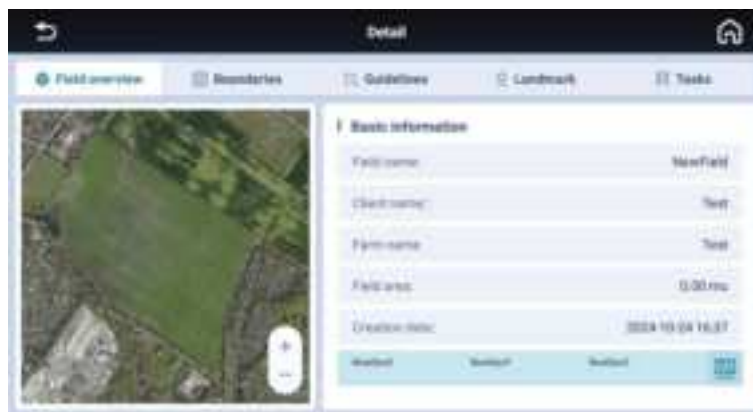 Detail
Field overview
Boundaries
Guidelines
Landmark
Tasks
Basic information
Field name:
NewField
Client name:
Test
Farm name:
Test
Field area:
0.00 mu
Creation date:
2024-10-24 16:37
+
−